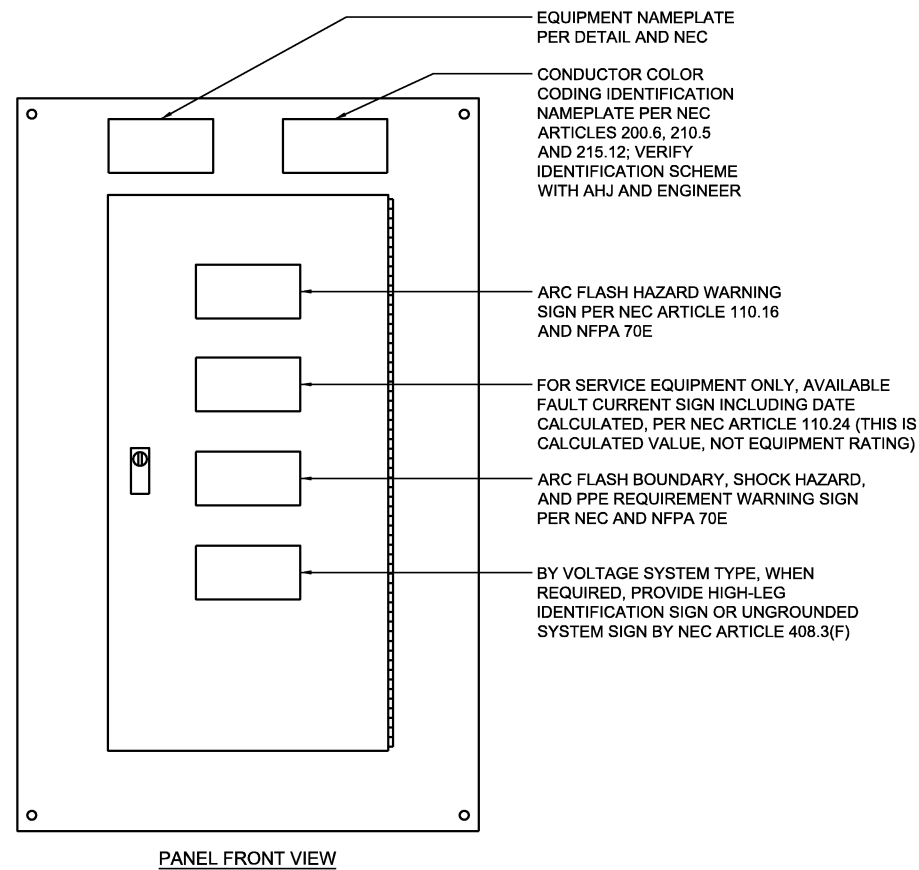 EQUIPMENT NAMEPLATE
PER DETAIL AND NEC
CONDUCTOR COLOR
CODING IDENTIFICATION
NAMEPLATE PER NEC
ARTICLES 200.6, 210.5
AND 215.12; VERIFY
IDENTIFICATION SCHEME
WITH AHJ AND ENGINEER
ARC FLASH HAZARD WARNING
SIGN PER NEC ARTICLE 110.16
AND NFPA 70E
FOR SERVICE EQUIPMENT ONLY, AVAILABLE
FAULT CURRENT SIGN INCLUDING DATE
CALCULATED, PER NEC ARTICLE 110.24 (THIS IS
CALCULATED VALUE, NOT EQUIPMENT RATING)
ARC FLASH BOUNDARY, SHOCK HAZARD,
AND PPE REQUIREMENT WARNING SIGN
PER NEC AND NFPA 70E
BY VOLTAGE SYSTEM TYPE, WHEN
REQUIRED, PROVIDE HIGH-LEG
IDENTIFICATION SIGN OR UNGROUNDED
SYSTEM SIGN BY NEC ARTICLE 408.3(F)
PANEL FRONT VIEW